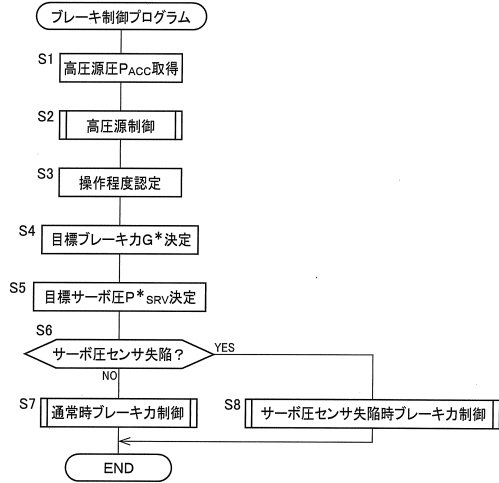 ブレーキ制御プログラム
S1
高圧源圧PACC取得
S2
高圧源制御
S3
操作程度認定
S4
目標ブレーキ力G*決定
S5
目標サーボ圧P*SRV決定
S6
サーボ圧センサ失陥?
YES
NO
S7
通常時ブレーキ力制御
S8
サーボ圧センサ失陥時ブレーキ力制御
END